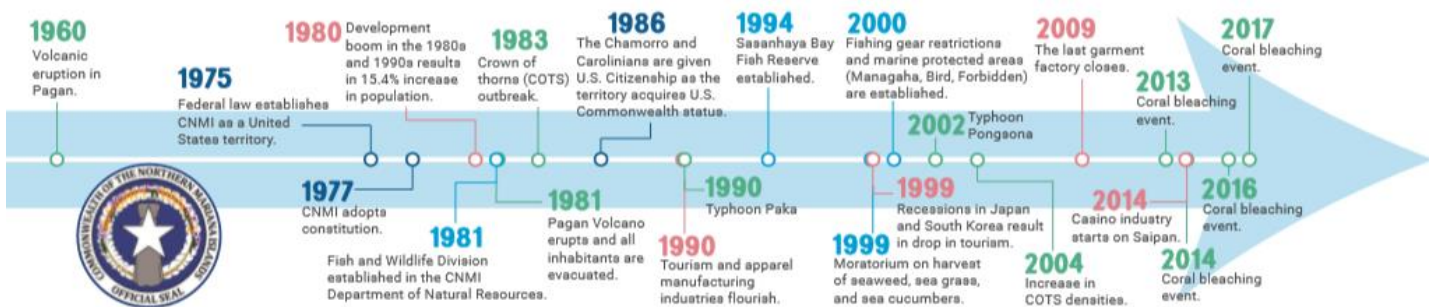 1960
Volcanic
eruption in
Pagan.
1975
Federal law establishes
CNMI as a United
States territory.
1977
CNMI adopts
constitution.
1980
Development
boom in the 1980s
and 1990s results
in 15.4% increase
in population.
1981
Fish and Wildlife Division
established in the CNMI
Department of Natural Resources.
1981
Pagan Volcano
erupts and all
inhabitants are
evacuated.
1983
Crown of
thorns (COTS)
outbreak.
1986
The Chamorro and
Carolinians are given
U.S. Citizenship as the
territory acquires U.S.
Commonwealth status.
1990
Typhoon Paka
1990
Tourism and apparel
manufacturing
industries flourish.
1994
Sasanhaya Bay
Fish Reserve
established.
1999
Recessions in Japan
and South Korea result
in drop in tourism.
1999
Moratorium on harvest
of seaweed, sea grass,
and sea cucumbers.
2000
Fishing gear restrictions
and marine protected areas
(Managaha, Bird, Forbidden)
are established.
2002 Typhoon
Pongsona
2004
Increase in
COTS densities.
2009
The last garment
factory closes.
2013
Coral bleaching
event.
2014
Casino industry
starts on Saipan.
2014
Coral bleaching
event.
2016
Coral bleaching
event.
2017
Coral bleaching
event.
COMMONWEALTH OF THE NORTHERN MARIANA ISLANDS
OFFICIAL SEAL